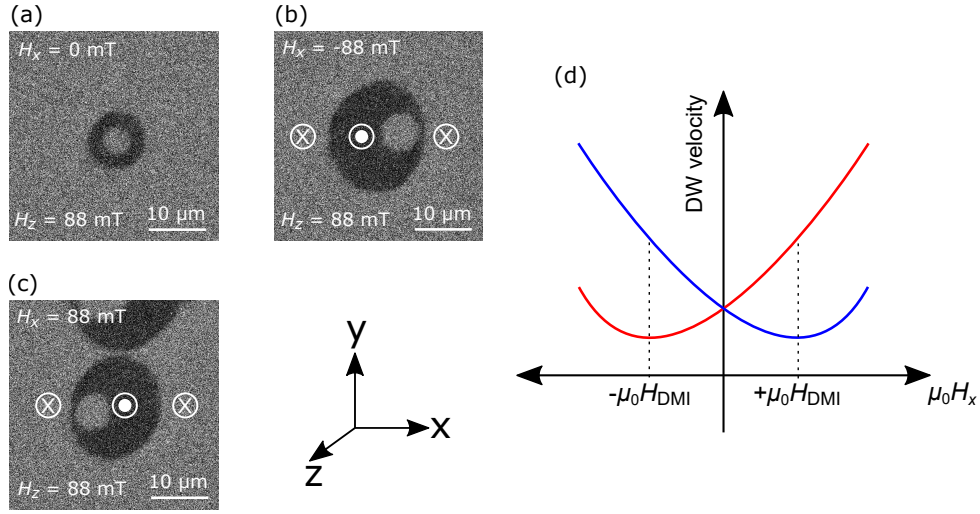 (a)
Hx = 0 mT
Hz = 88 mT
10 µm
(b)
Hx = -88 mT
Hz = 88 mT
10 µm
(c)
Hx = 88 mT
Hz = 88 mT
10 µm
y
x
z
(d)
DW velocity
-µ0HDMI
+µ0HDMI
µ0Hx